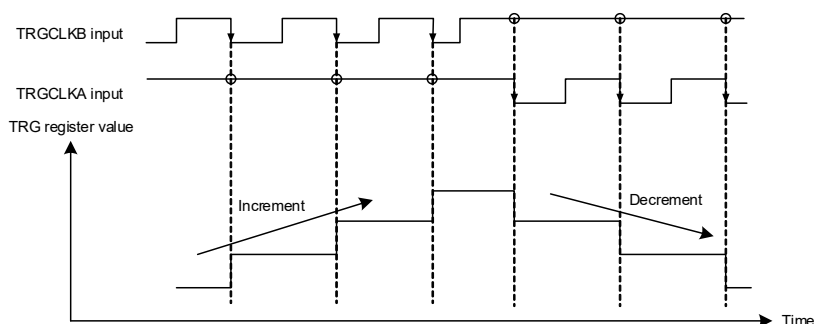 TRGCLKB input
TRGCLKA input
TRG register value
Increment
Decrement
Time